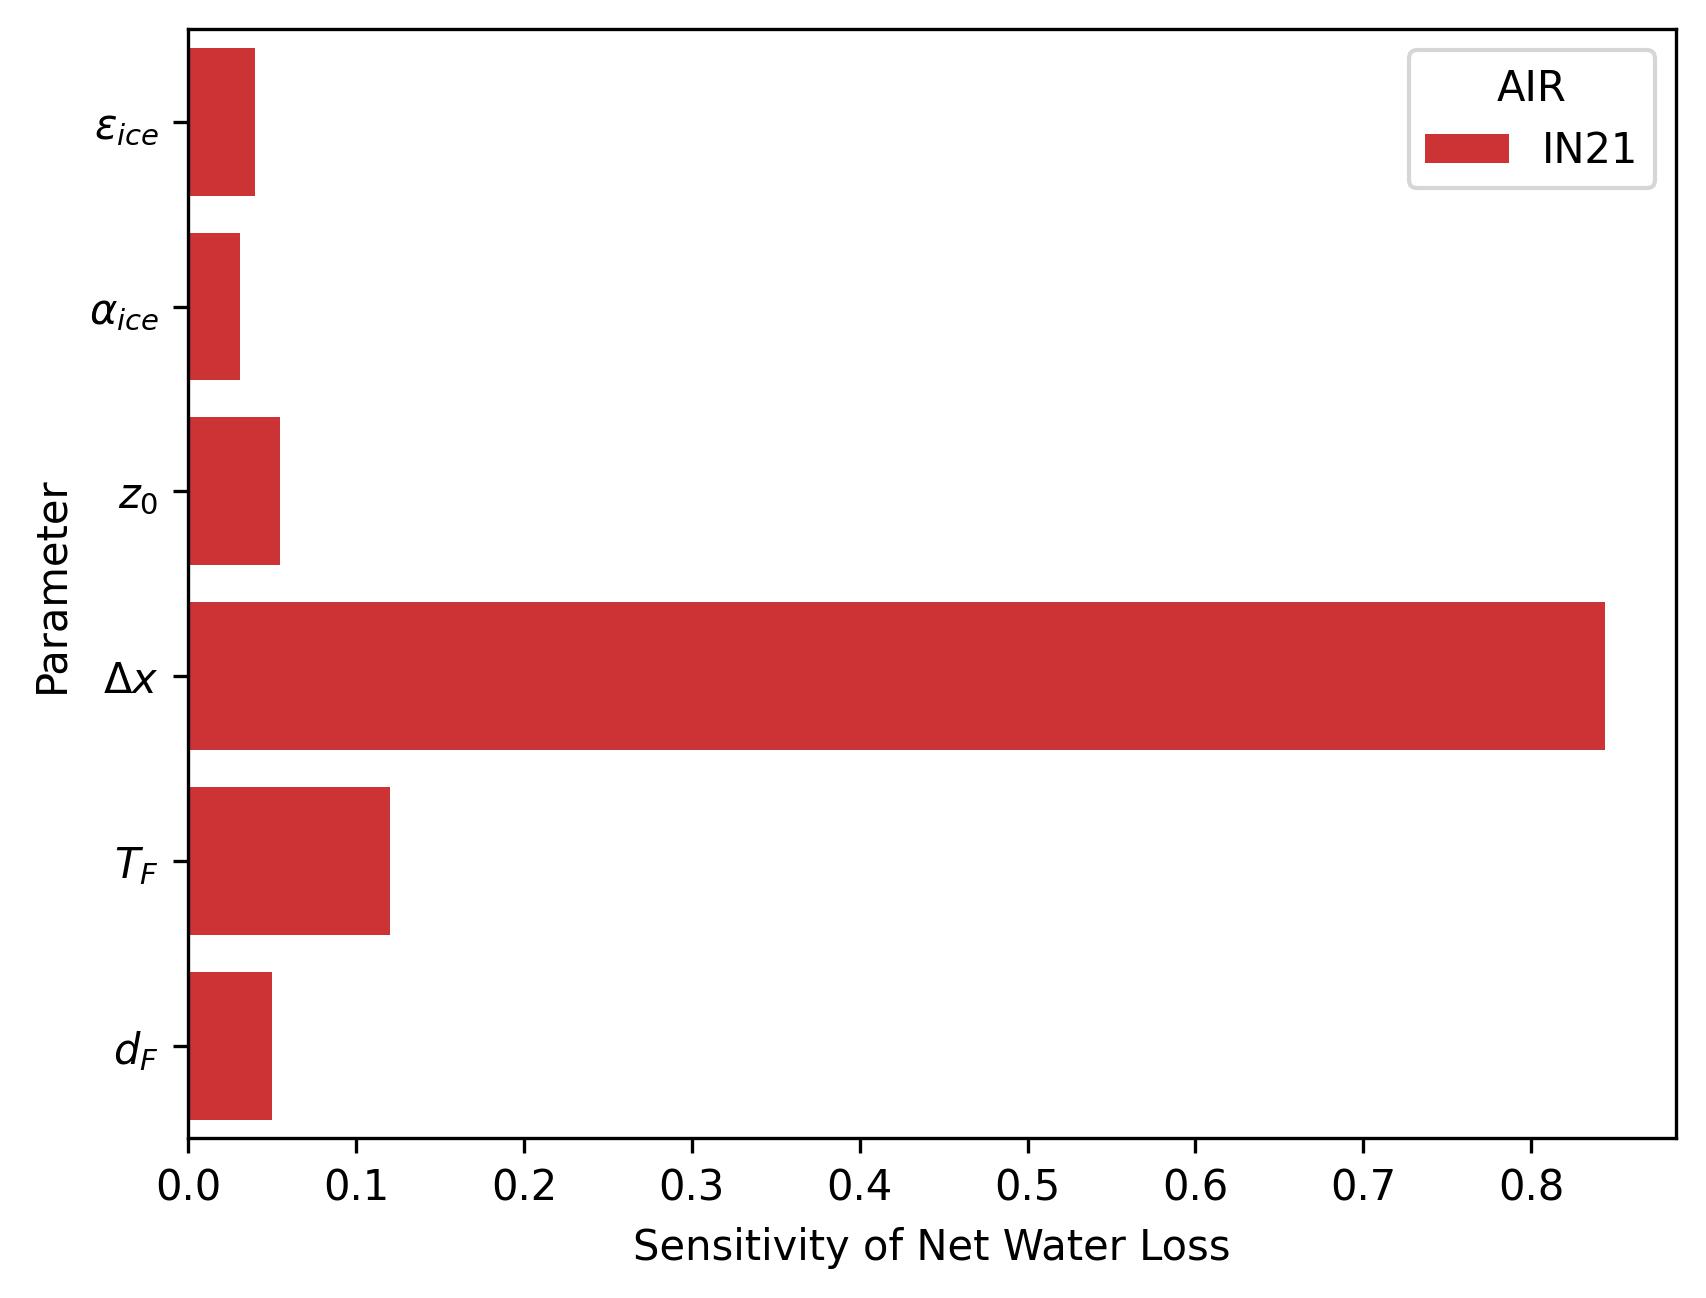 AIR
IN21
ε_ice
α_ice
z_0
Δx
T_F
d_F
Parameter
0.0 0.1 0.2 0.3 0.4 0.5 0.6 0.7 0.8
Sensitivity of Net Water Loss